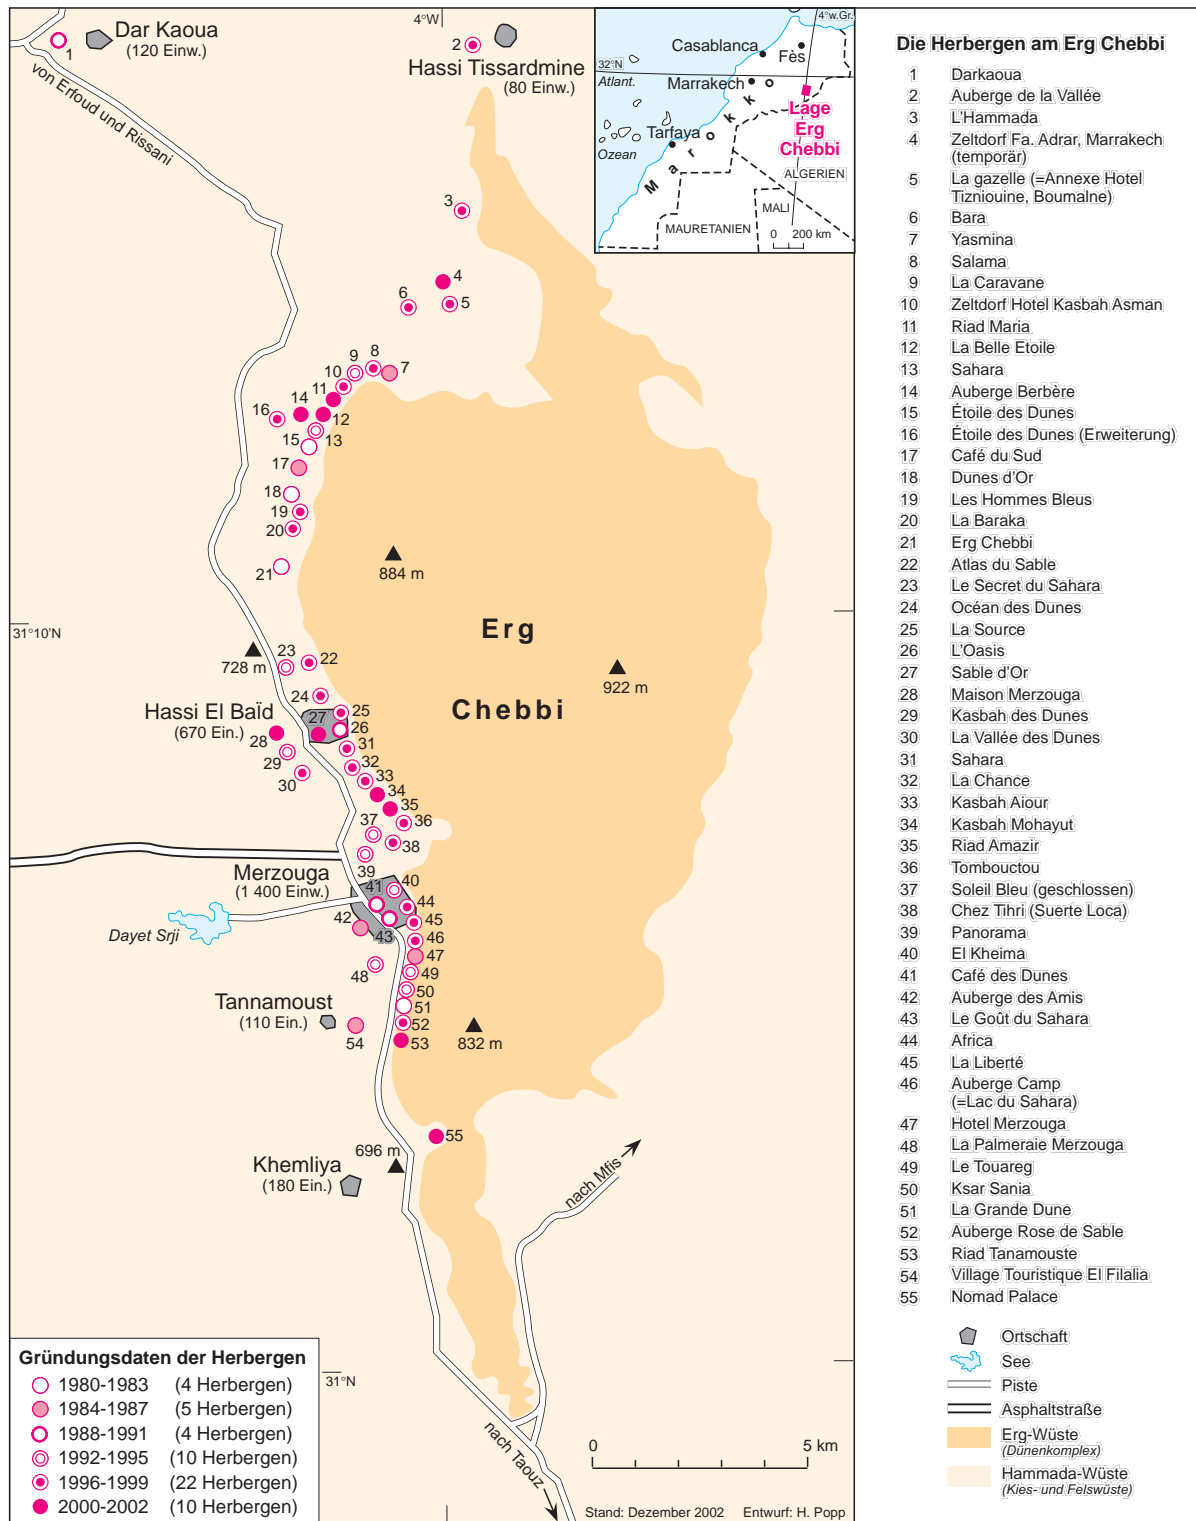 4°W
Dar Kaoua
(120 Einw.)
1
2
Hassi Tissardmine
(80 Einw.)
von Erfoud und Rissani
4°w.Gr.
Casablanca
Fès
32°N
Atlant.
Marrakech
Lage
Erg
Chebbi
Marokko
Tarfaya
Ozean
ALGERIEN
MALI
MAURETANIEN
0 200 km
3
4
5
6
7
8
9
10
11
12
13
14
15
16
17
18
19
20
21
884 m
31°10'N
Erg
Chebbi
728 m
922 m
22
23
24
Hassi El Baïd
(670 Ein.)
25
26
27
28
29
30
31
32
33
34
35
36
37
38
39
Merzouga
(1 400 Einw.)
40
41
42
43
44
45
46
47
48
49
50
51
52
53
54
Dayet Srji
Tannamoust
(110 Ein.)
832 m
55
696 m
Khemliya
(180 Ein.)
nach Mfis
31°N
nach Taouz
0 5 km
Stand: Dezember 2002 Entwurf: H. Popp
Gründungsdaten der Herbergen
1980-1983 (4 Herbergen)
1984-1987 (5 Herbergen)
1988-1991 (4 Herbergen)
1992-1995 (10 Herbergen)
1996-1999 (22 Herbergen)
2000-2002 (10 Herbergen)
Die Herbergen am Erg Chebbi
1 Darkaoua
2 Auberge de la Vallée
3 L'Hammada
4 Zeltdorf Fa. Adrar, Marrakech
(temporär)
5 La gazelle (=Annexe Hotel
Tizniouine, Boumalne)
6 Bara
7 Yasmina
8 Salama
9 La Caravane
10 Zeltdorf Hotel Kasbah Asman
11 Riad Maria
12 La Belle Etoile
13 Sahara
14 Auberge Berbère
15 Étoile des Dunes
16 Étoile des Dunes (Erweiterung)
17 Café du Sud
18 Dunes d'Or
19 Les Hommes Bleus
20 La Baraka
21 Erg Chebbi
22 Atlas du Sable
23 Le Secret du Sahara
24 Océan des Dunes
25 La Source
26 L'Oasis
27 Sable d'Or
28 Maison Merzouga
29 Kasbah des Dunes
30 La Vallée des Dunes
31 Sahara
32 La Chance
33 Kasbah Aiour
34 Kasbah Mohayut
35 Riad Amazir
36 Tombouctou
37 Soleil Bleu (geschlossen)
38 Chez Tihri (Suerte Loca)
39 Panorama
40 El Kheima
41 Café des Dunes
42 Auberge des Amis
43 Le Goût du Sahara
44 Africa
45 La Liberté
46 Auberge Camp
(=Lac du Sahara)
47 Hotel Merzouga
48 La Palmeraie Merzouga
49 Le Touareg
50 Ksar Sania
51 La Grande Dune
52 Auberge Rose de Sable
53 Riad Tanamouste
54 Village Touristique El Filalia
55 Nomad Palace
Ortschaft
See
Piste
Asphaltstraße
Erg-Wüste
(Dünenkomplex)
Hammada-Wüste
(Kies- und Felswüste)